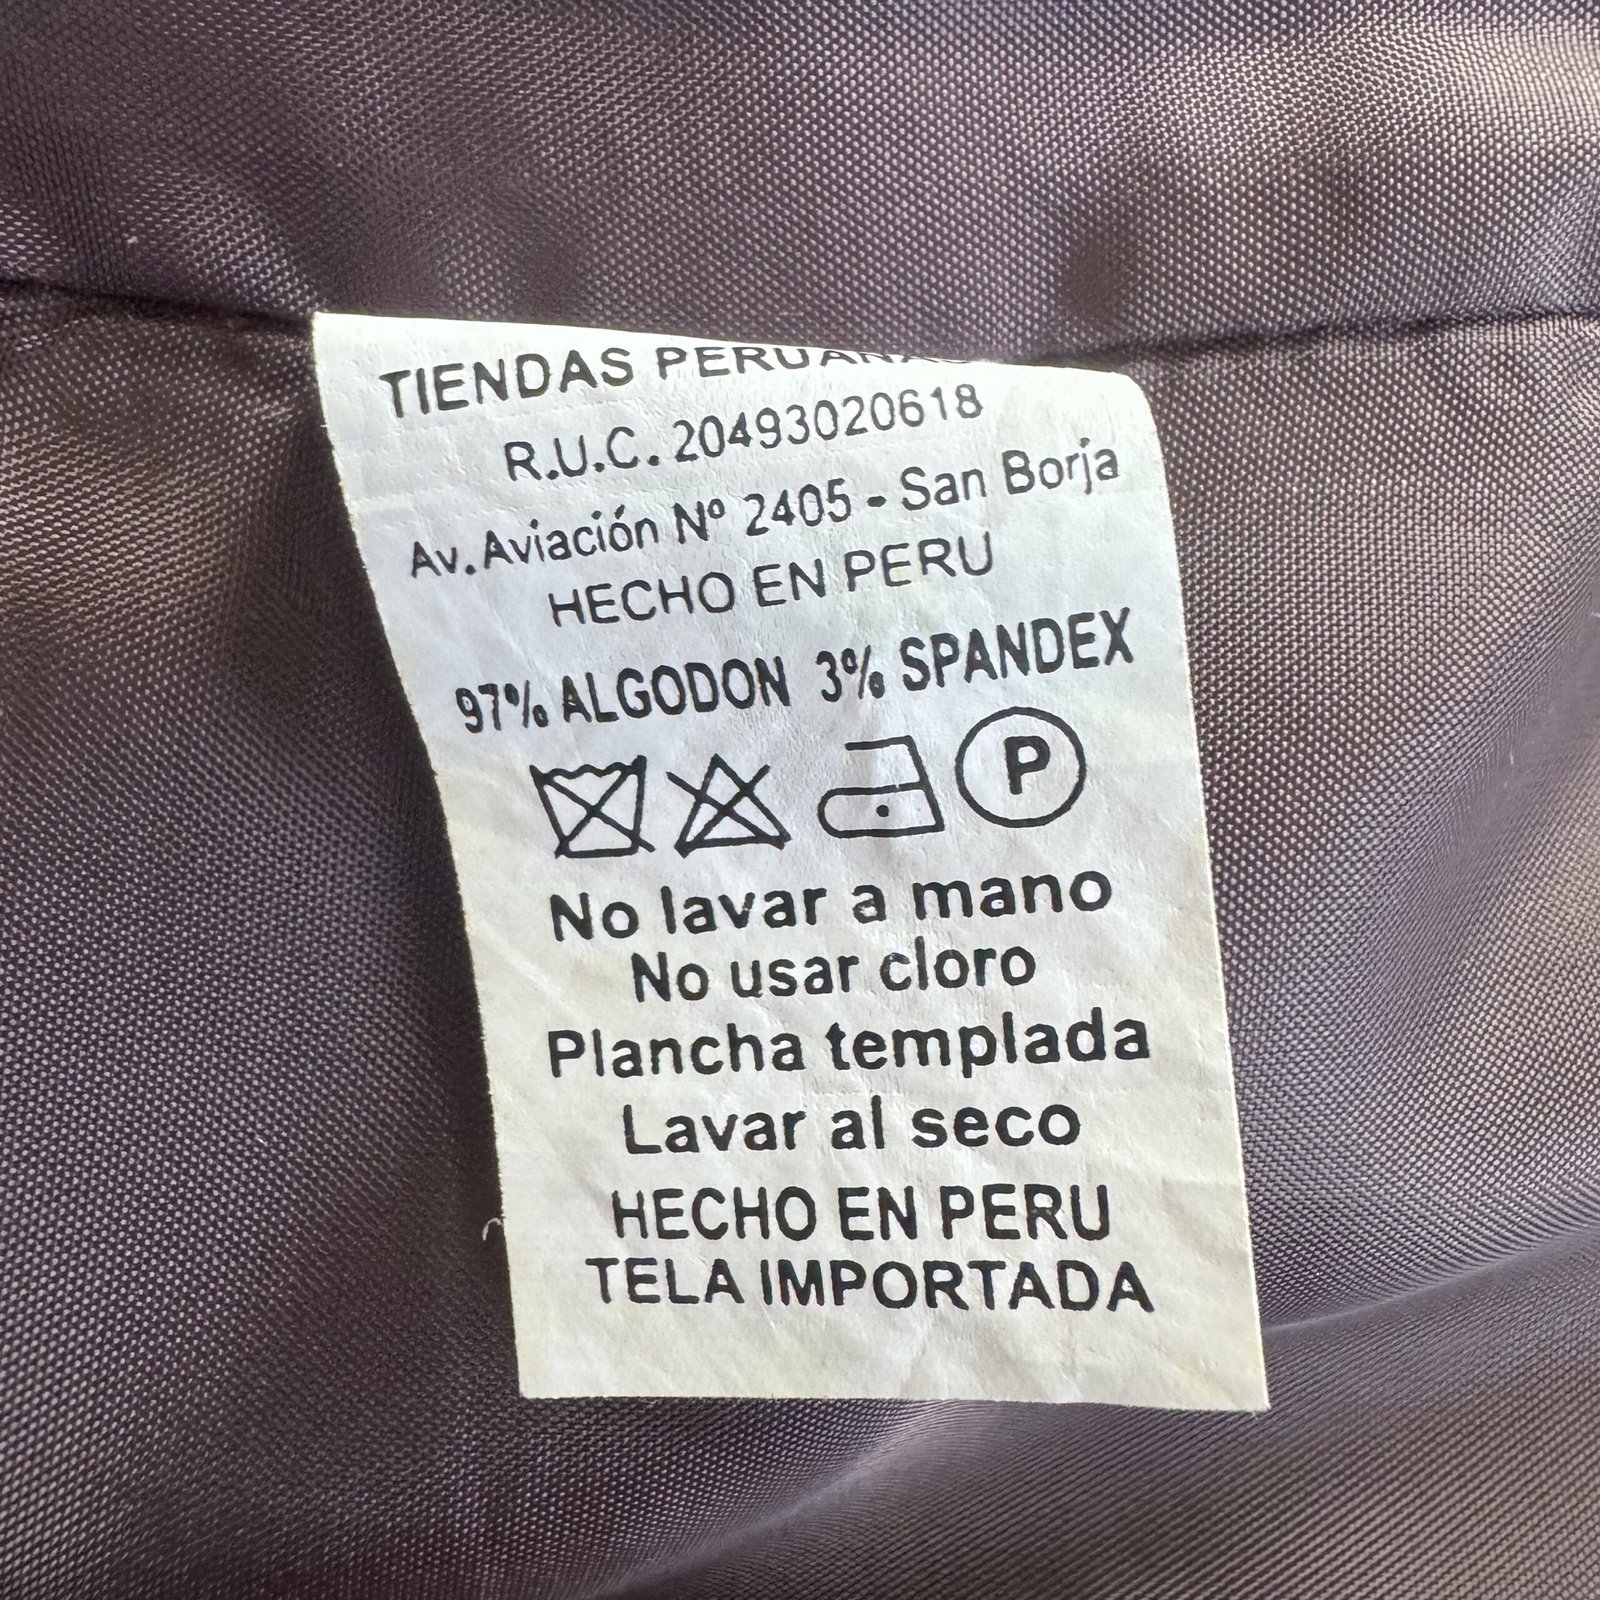 TIENDAS PERUANAS
R.U.C. 20493020618
Av. Aviación Nº 2405 - San Borja
HECHO EN PERU
97% ALGODON 3% SPANDEX
P
No lavar a mano
No usar cloro
Plancha templada
Lavar al seco
HECHO EN PERU
TELA IMPORTADA